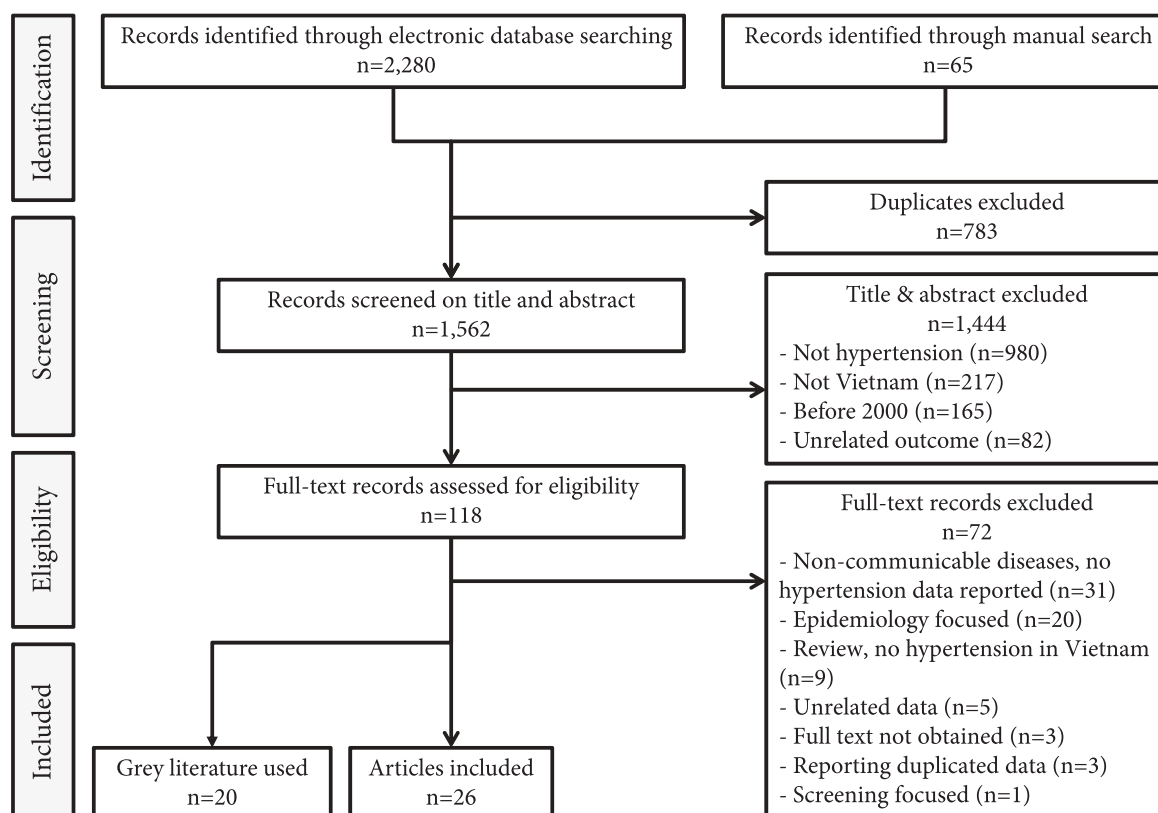 Identification
Records identified through electronic database searching
n=2,280
Records identified through manual search
n=65
Duplicates excluded
n=783
Screening
Records screened on title and abstract
n=1,562
Title & abstract excluded
n=1,444
- Not hypertension (n=980)
- Not Vietnam (n=217)
- Before 2000 (n=165)
- Unrelated outcome (n=82)
Eligibility
Full-text records assessed for eligibility
n=118
Full-text records excluded
n=72
- Non-communicable diseases, no
hypertension data reported (n=31)
- Epidemiology focused (n=20)
- Review, no hypertension in Vietnam
(n=9)
- Unrelated data (n=5)
- Full text not obtained (n=3)
- Reporting duplicated data (n=3)
- Screening focused (n=1)
Included
Grey literature used
n=20
Articles included
n=26